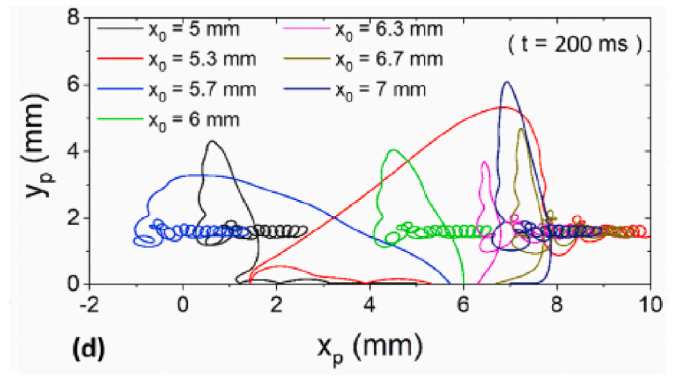 8
x₀ = 5 mm
x₀ = 6.3 mm
( t = 200 ms )
x₀ = 5.3 mm
x₀ = 6.7 mm
6
x₀ = 5.7 mm
x₀ = 7 mm
x₀ = 6 mm
yₚ (mm)
4
2
0
-2 0 2 4 6 8 10
(d)
xₚ (mm)